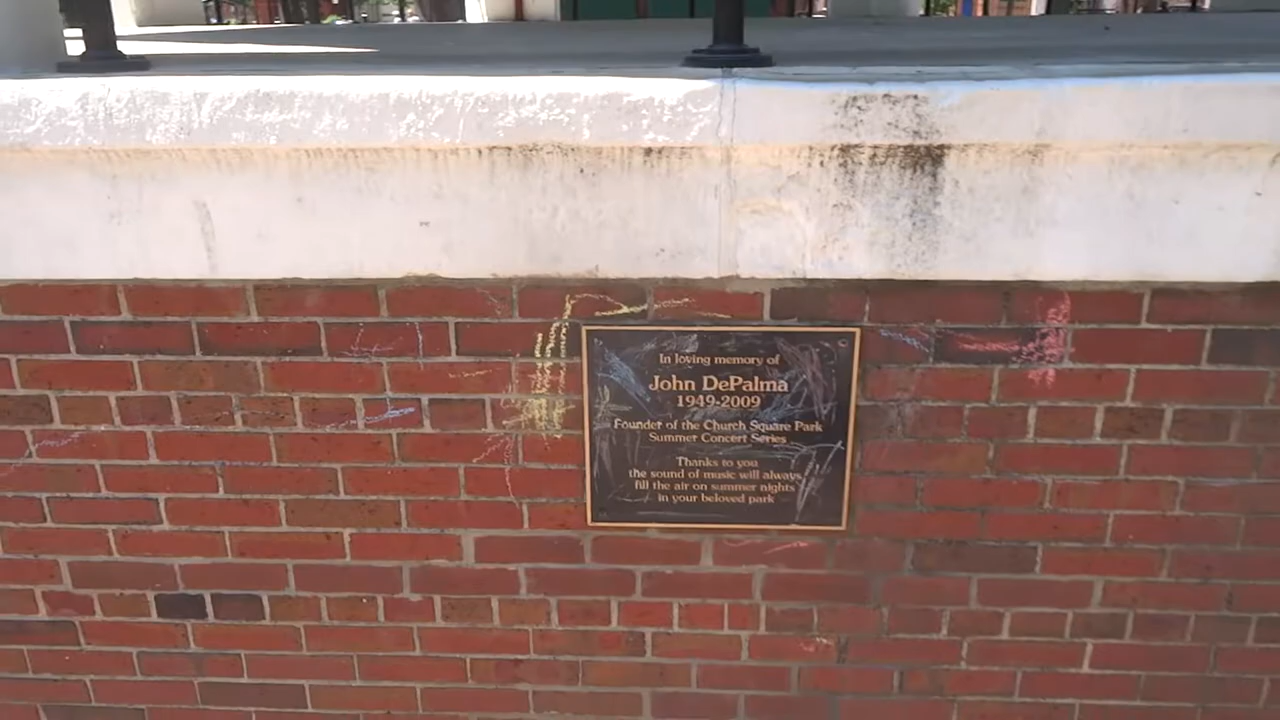 In loving memory of
John DePalma
1949-2009
Founder of the Church Square Park
Summer Concert Series
Thanks to you
the sound of music will always
fill the air on summer nights
in your beloved park